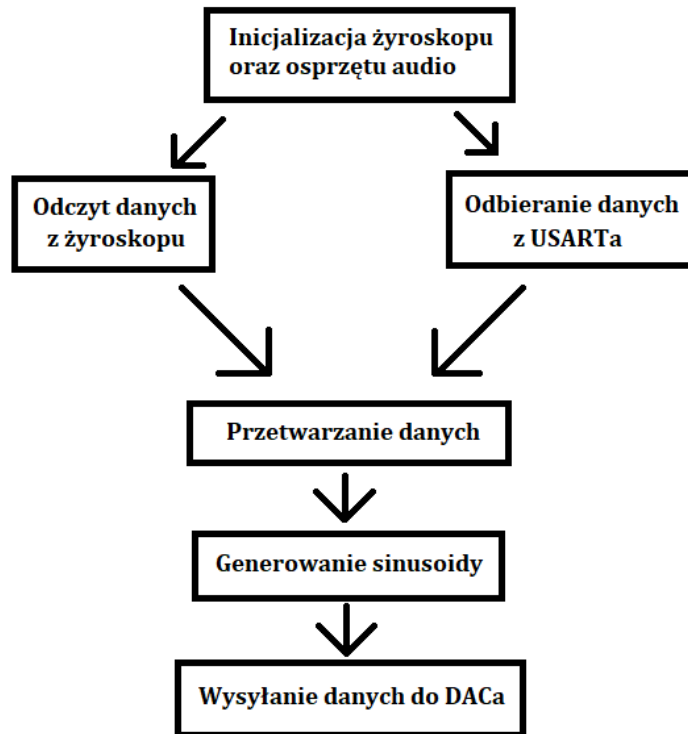 Inicjalizacja żyroskopu
oraz osprzętu audio
Odczyt danych
z żyroskopu
Odbieranie danych
z USARTa
Przetwarzanie danych
Generowanie sinusoidy
Wysyłanie danych do DACa